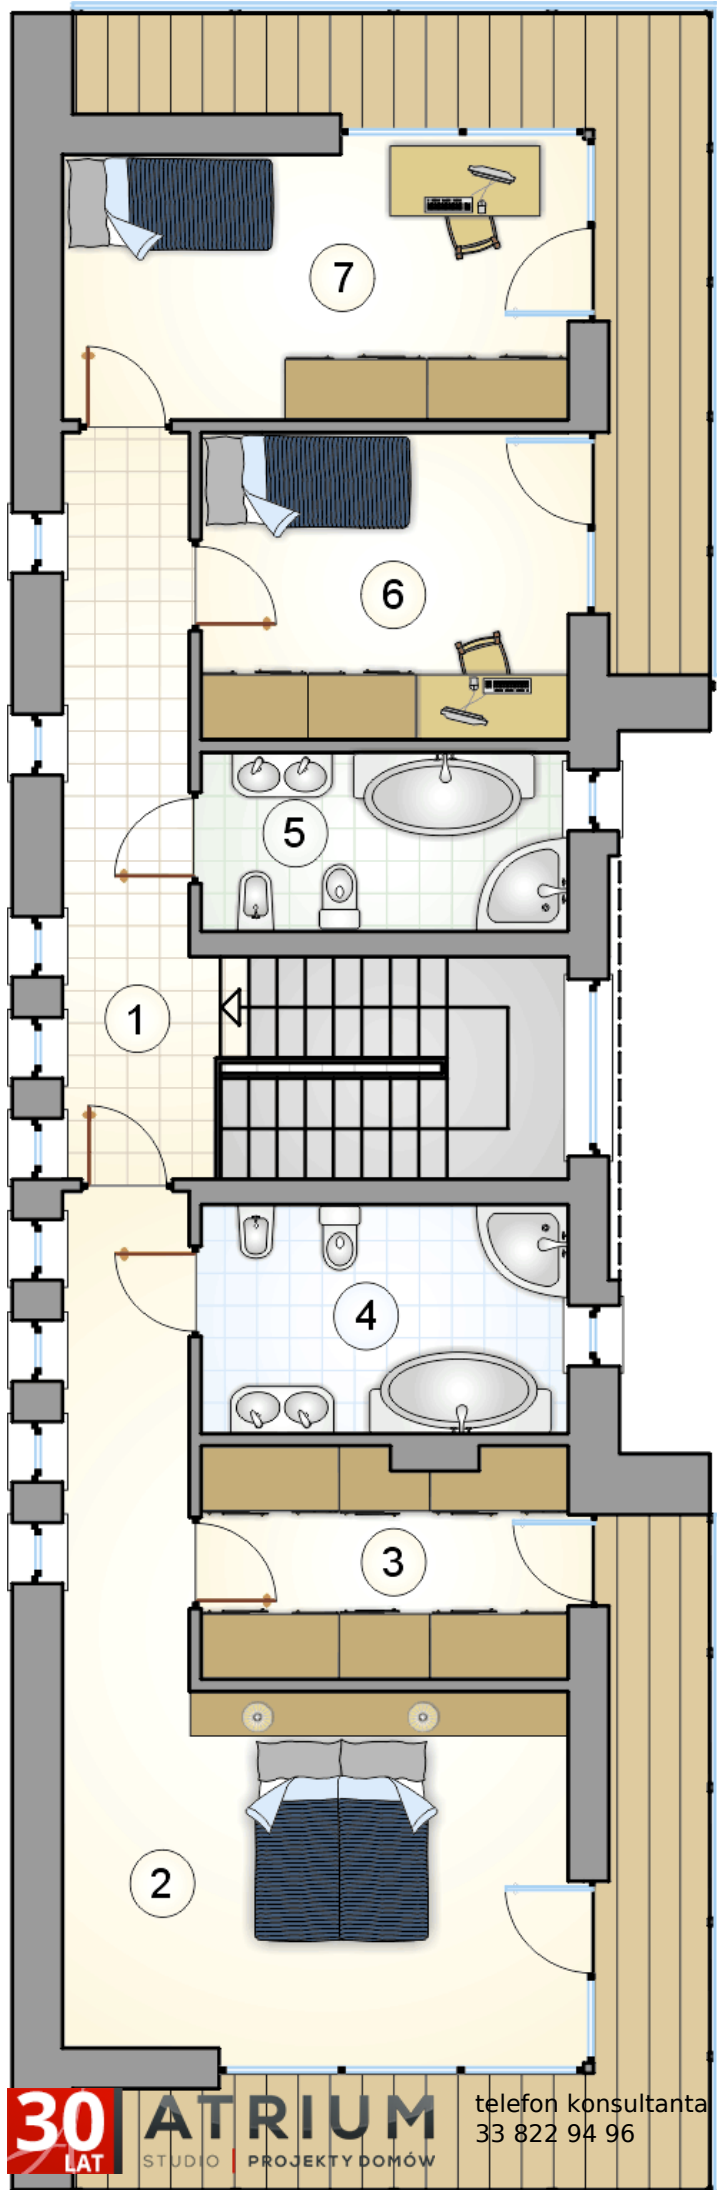 7
6
5
1
4
3
2
30
LAT
ATRIUM
STUDIO | PROJEKTY DOMÓW
telefon konsultanta
33 822 94 96